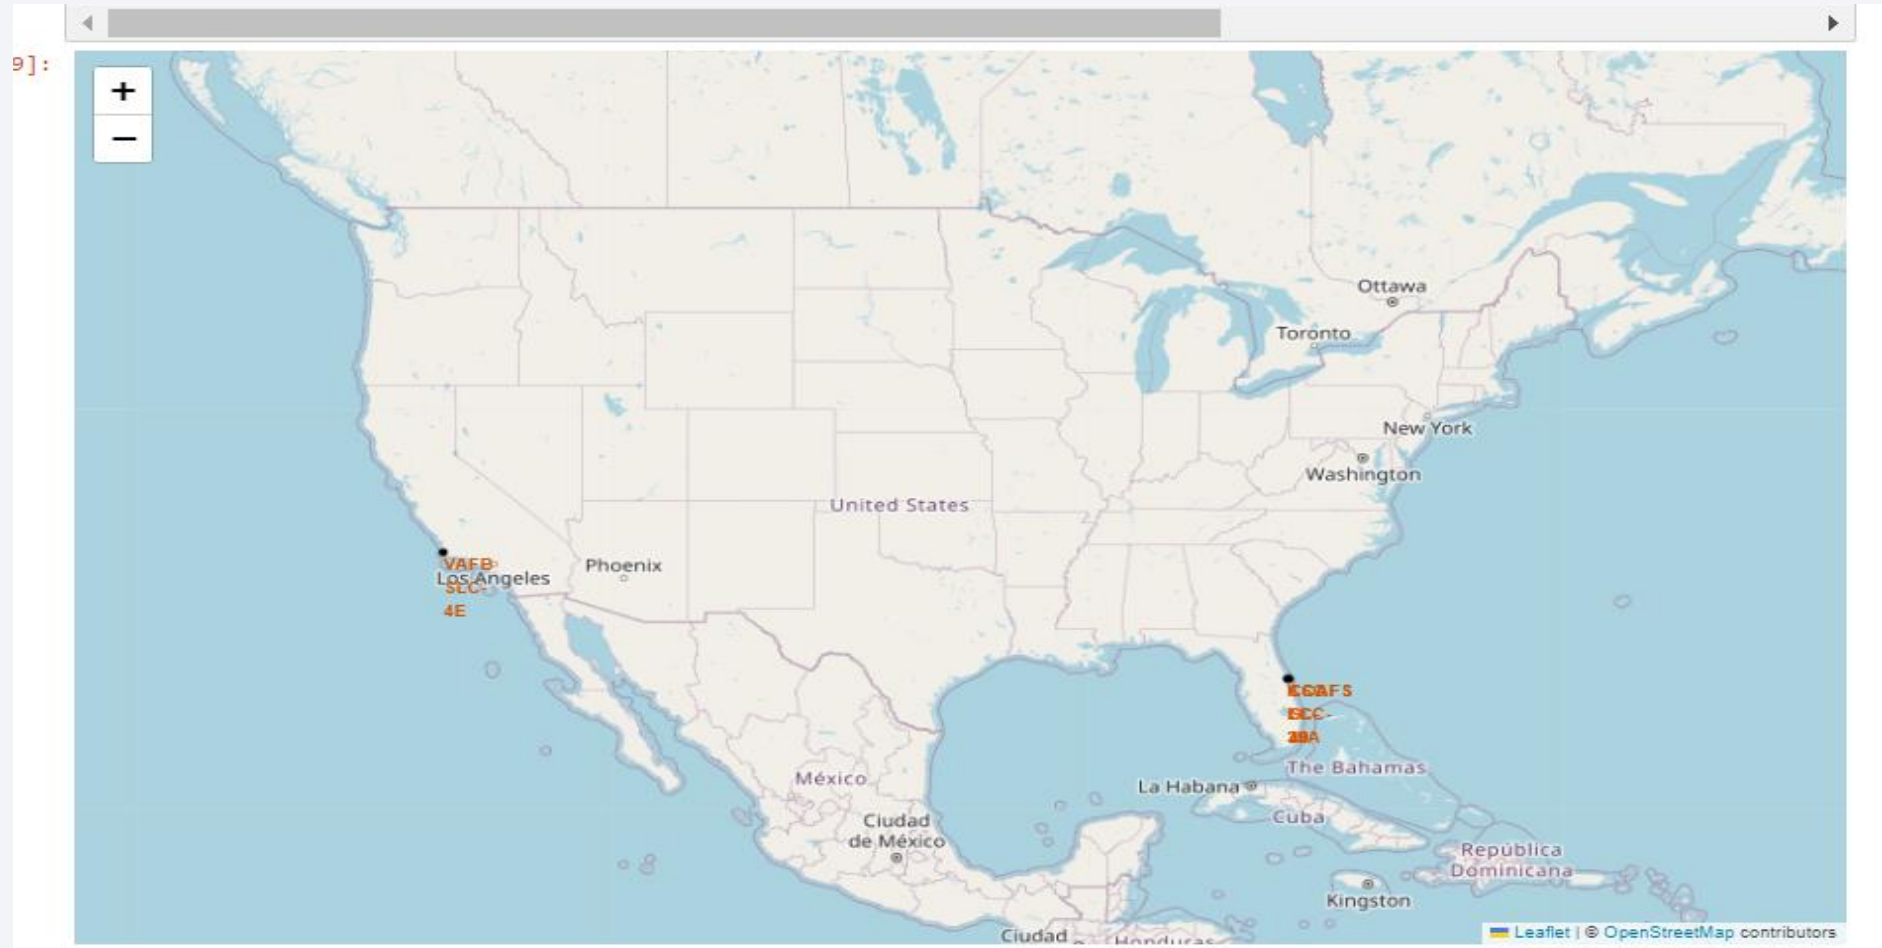 9]:
+
−
Ottawa
Toronto
New York
Washington
United States
VAFB
Los Angeles
SLC-
4E
Phoenix
México
The Bahamas
La Habana
Cuba
Ciudad
de México
República
Dominicana
Kingston
Ciudad
Honduras
Leaflet | © OpenStreetMap contributors